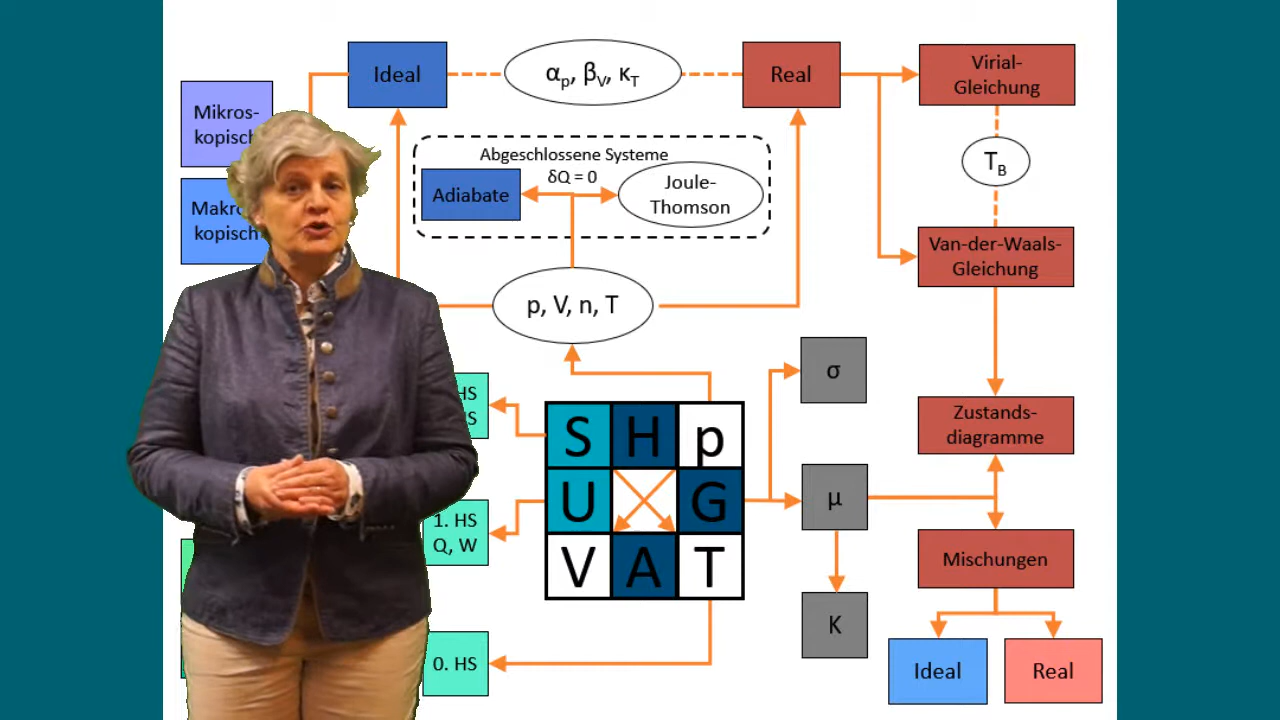 Mikros-
kopisch
Ideal
αp, βV, κT
Real
Virial-
Gleichung
Abgeschlossene Systeme
δQ = 0
Adiabate
Joule-
Thomson
TB
kopisch
Van-der-Waals-
Gleichung
p, V, n, T
σ
HS
S H p
U G
V A T
1. HS
Q, W
μ
Zustands-
diagramme
Mischungen
K
0. HS
Ideal
Real